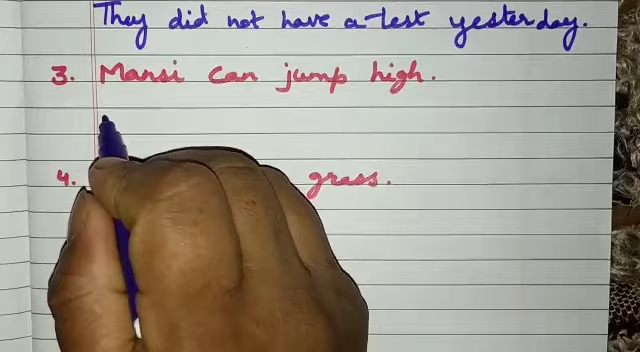 They did not have a test yesterday.
3. Mansi can jump high.
4. grass.